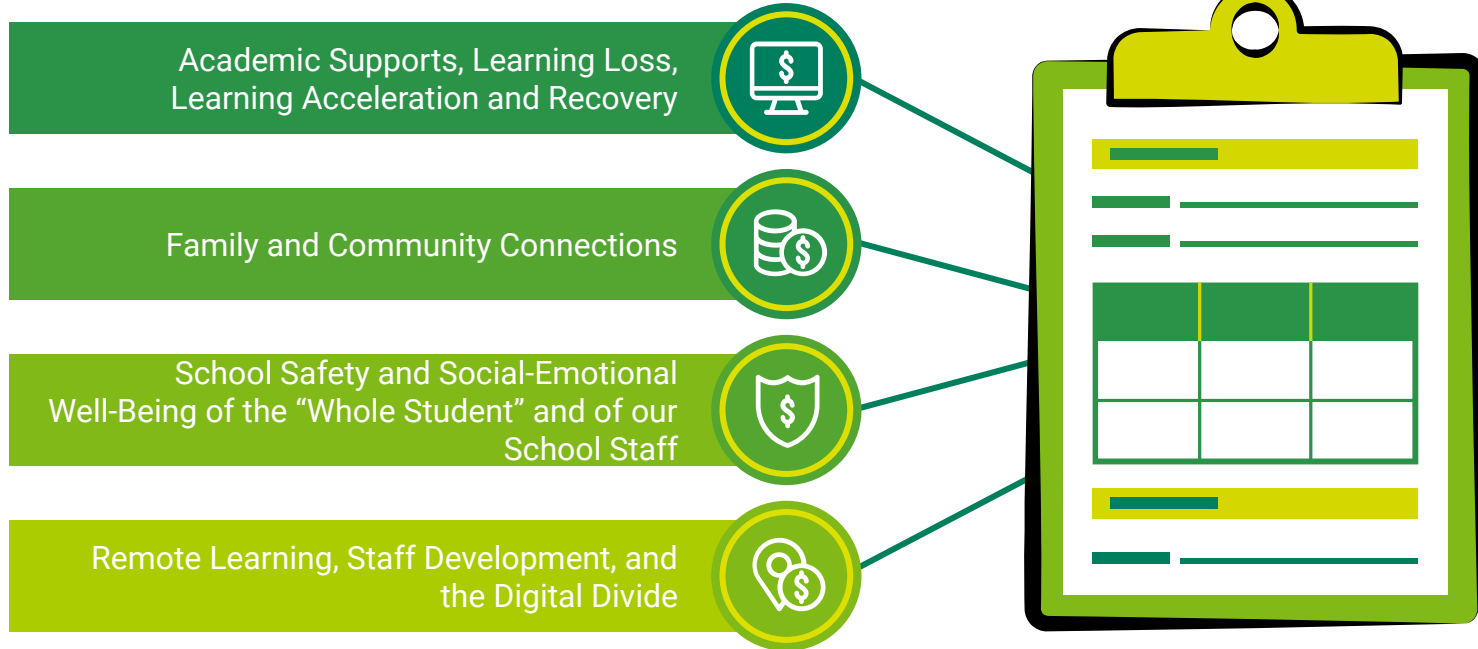 Academic Supports, Learning Loss,
Learning Acceleration and Recovery
$
Family and Community Connections
$
School Safety and Social-Emotional
Well-Being of the “Whole Student” and of our
School Staff
$
Remote Learning, Staff Development, and
the Digital Divide
$